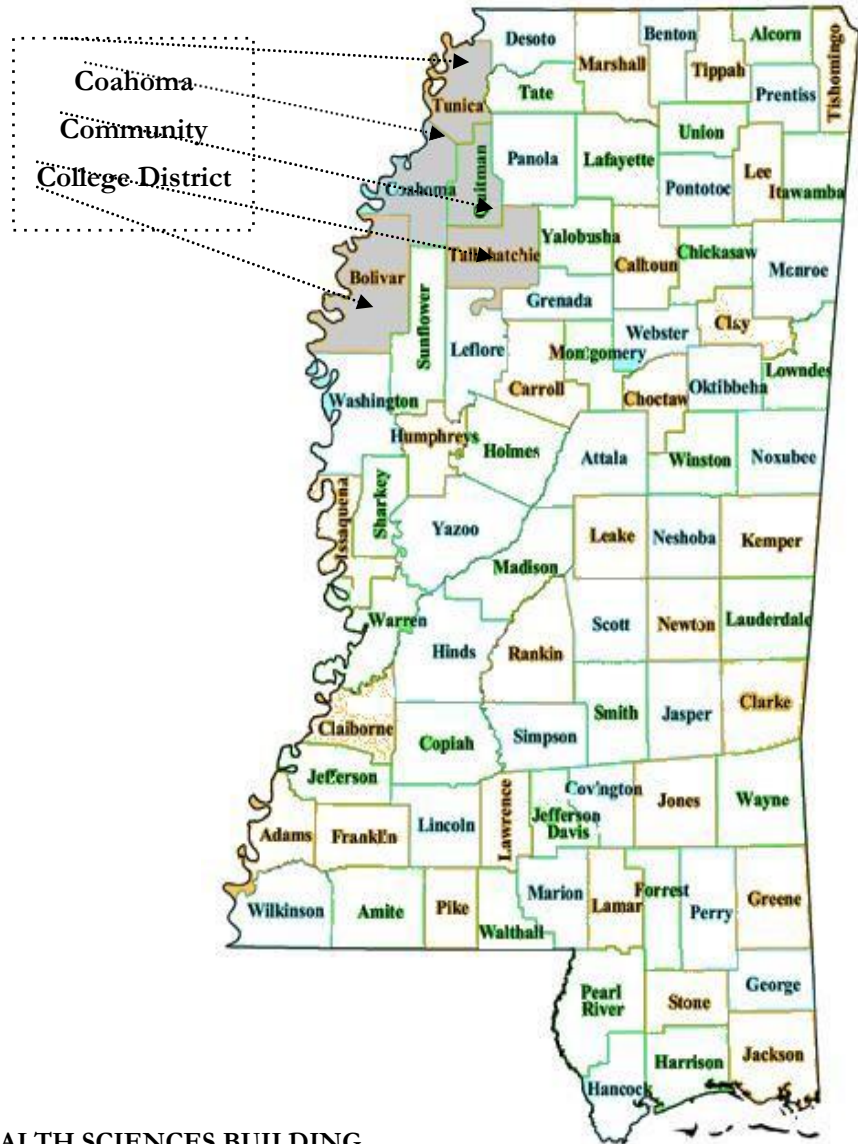 Coahoma
Community
College District
Desoto
Benton
Alcorn
Marshall
Tippah
Tishomingo
Prentiss
Tunica
Tate
Union
Panola
Lafayette
Lee
Pontotoc
Itawamba
Coahoma
Quitman
Yalobusha
Tallahatchie
Calhoun
Chickasaw
Monroe
Bolivar
Grenada
Sunflower
Clay
Webster
Leflore
Montgomery
Lowndes
Carroll
Oktibbeha
Choctaw
Washington
Humphreys
Holmes
Attala
Winston
Noxubee
Issaquena
Sharkey
Yazoo
Leake
Neshoba
Kemper
Madison
Warren
Hinds
Rankin
Scott
Newton
Lauderdale
Claiborne
Copiah
Simpson
Smith
Jasper
Clarke
Jefferson
Covington
Lawrence
Jefferson
Davis
Jones
Wayne
Adams
Franklin
Lincoln
Wilkinson
Amite
Pike
Walthall
Marion
Lamar
Forrest
Perry
Greene
George
Pearl
River
Stone
Harrison
Jackson
Hancock
ALTH SCIENCES BUILDING